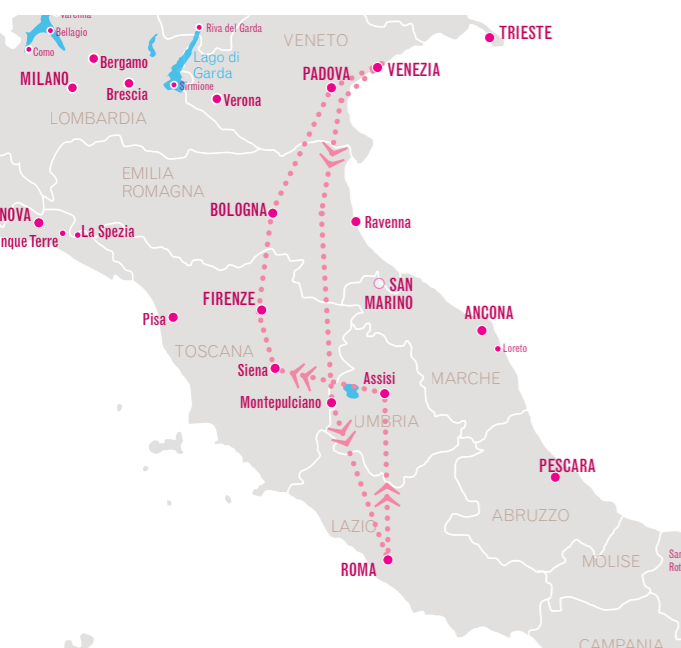 Varenna
Bellagio
Como
Riva del Garda
TRIESTE
VENETO
Bergamo
Lago di
Garda
PADOVA
VENEZIA
MILANO
Brescia
Sirmione
Verona
LOMBARDIA
EMILIA
ROMAGNA
BOLOGNA
NOVA
Ravenna
nque Terre
La Spezia
SAN
MARINO
FIRENZE
Pisa
ANCONA
TOSCANA
Loreto
Siena
Assisi
MARCHE
Montepulciano
UMBRIA
PESCARA
LAZIO
ABRUZZO
ROMA
MOLISE
San
Rot
CAMPANIA